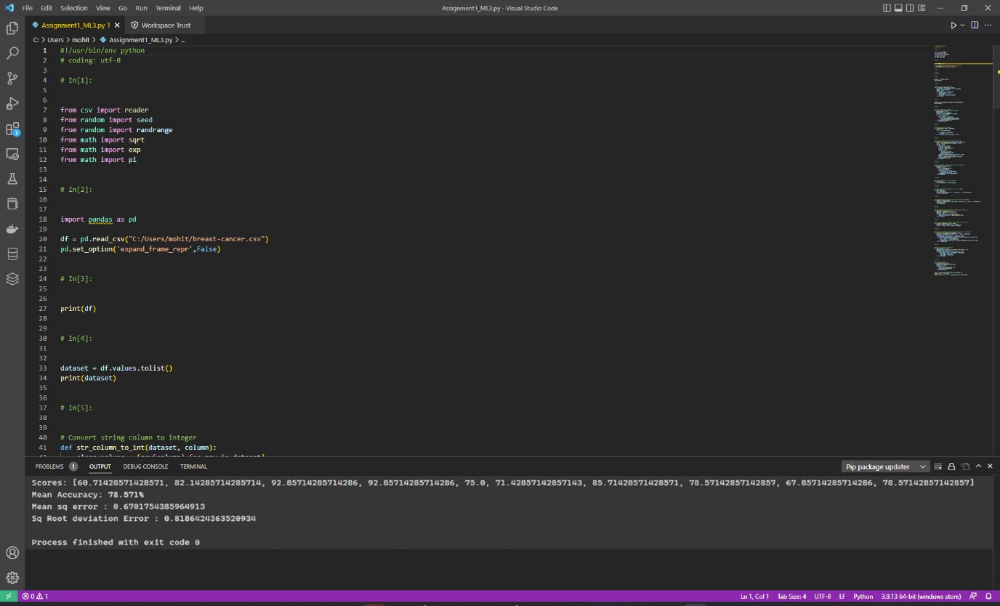 File Edit Selection View Go Run Terminal Help
Assignment1_ML3.py - Visual Studio Code
Assignment1_ML3.py 1
Workspace Trust
C: > Users > mohit > Assignment1_ML3.py > ...
1 #!/usr/bin/env python
2 # coding: utf-8
3
4 # In[1]:
5
6
7 from csv import reader
8 from random import seed
9 from random import randrange
10 from math import sqrt
11 from math import exp
12 from math import pi
13
14
15 # In[2]:
16
17
18 import pandas as pd
19
20 df = pd.read_csv("C:/Users/mohit/breast-cancer.csv")
21 pd.set_option('expand_frame_repr',False)
22
23
24 # In[3]:
25
26
27 print(df)
28
29
30 # In[4]:
31
32
33 dataset = df.values.tolist()
34 print(dataset)
35
36
37 # In[5]:
38
39
40 # Convert string column to integer
41 def str_column_to_int(dataset, column):
7
PROBLEMS 1 OUTPUT DEBUG CONSOLE TERMINAL
Pip package updater
Scores: [60.71428571428571, 82.14285714285714, 92.85714285714286, 92.85714285714286, 75.0, 71.42857142857143, 85.71428571428571, 78.57142857142857, 67.85714285714286, 78.57142857142857]
Mean Accuracy: 78.571%
Mean sq error : 0.6701754385964913
Sq Root deviation Error : 0.8186424363520934
Process finished with exit code 0
0 1
Ln 1, Col 1 Tab Size: 4 UTF-8 LF Python 3.9.13 64-bit (windows store)